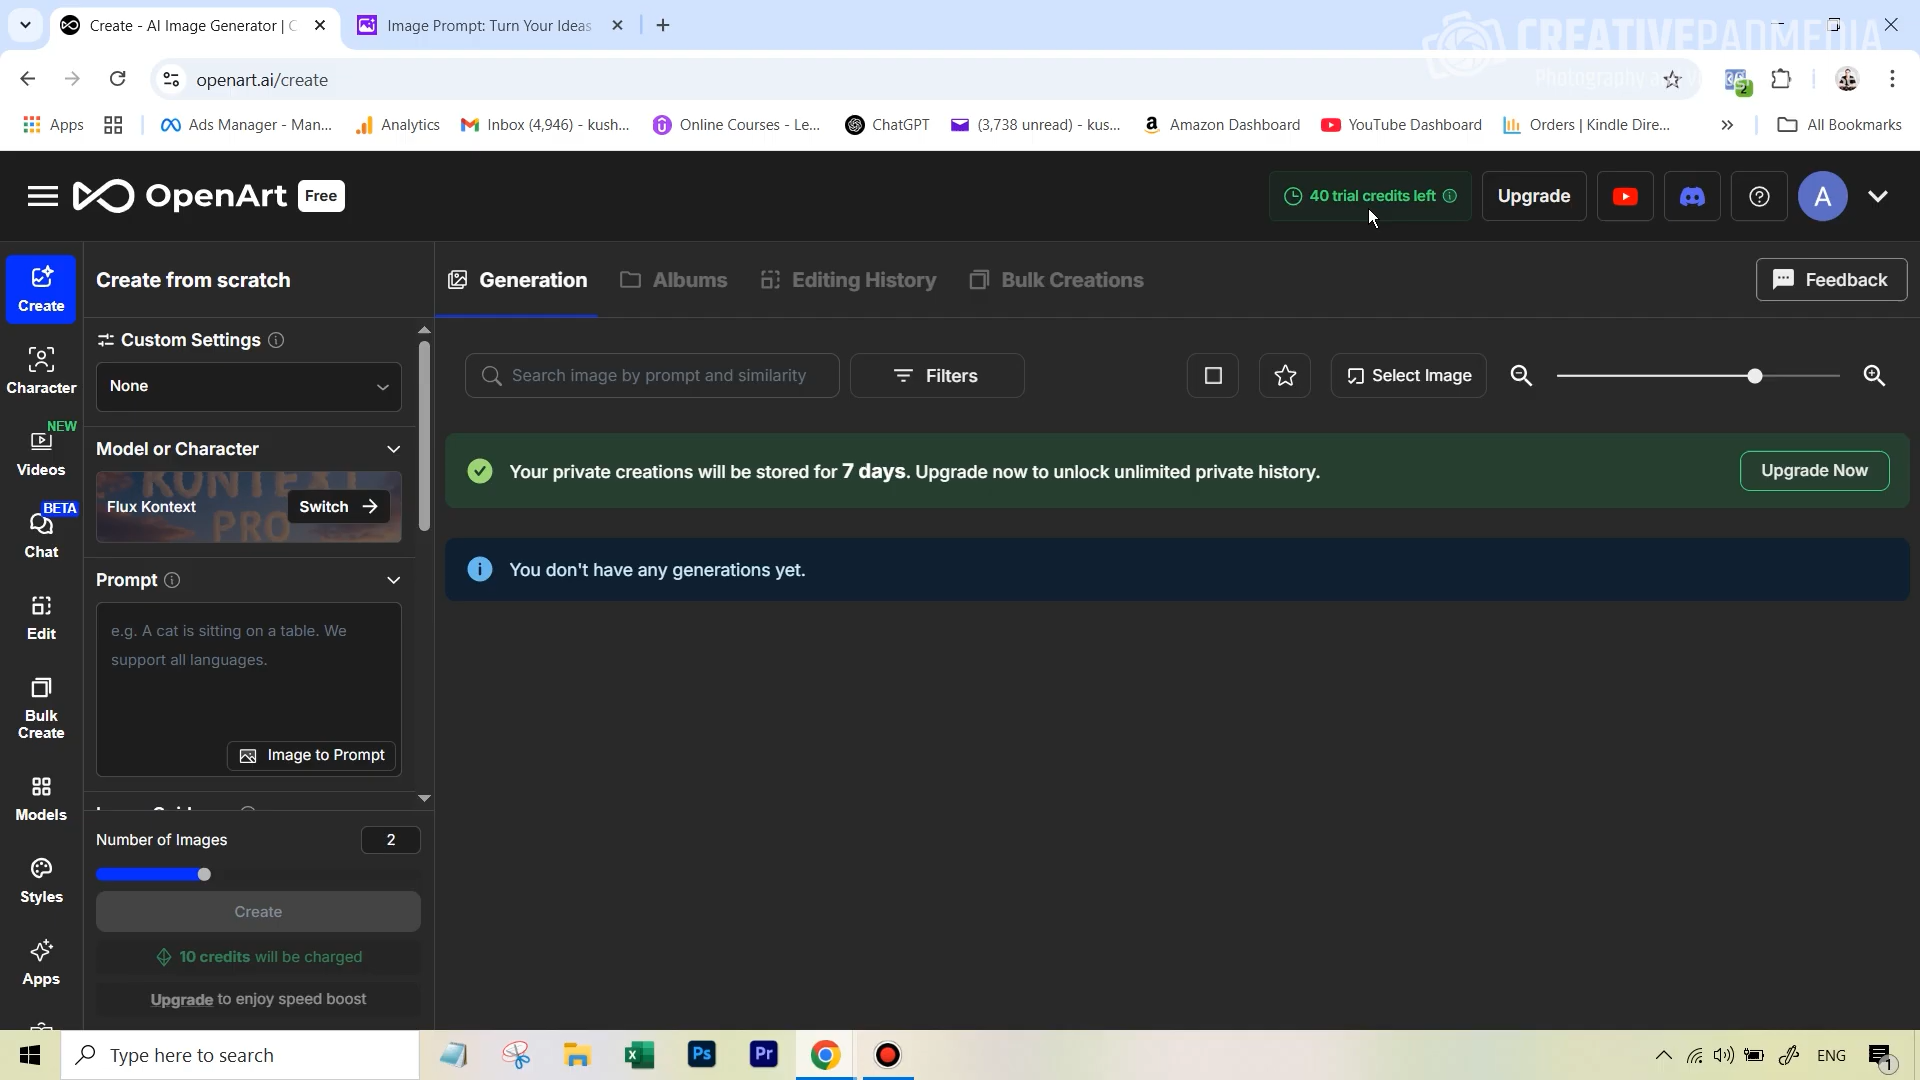 Create - AI Image Generator | C
Image Prompt: Turn Your Ideas
CREATIVEPADMEDIA
openart.ai/create
Photography
Apps
Ads Manager - Man...
Analytics
Inbox (4,946) - kush...
Online Courses - Le...
ChatGPT
(3,738 unread) - kus...
Amazon Dashboard
YouTube Dashboard
Orders | Kindle Dire...
All Bookmarks
OpenArt
Free
40 trial credits left
Upgrade
A
Create
Create from scratch
Generation
Albums
Editing History
Bulk Creations
Feedback
Custom Settings
None
Character
Search image by prompt and similarity
Filters
Select Image
NEW
Videos
Model or Character
KONTEXT
PRO
Flux Kontext
Switch
Your private creations will be stored for 7 days. Upgrade now to unlock unlimited private history.
Upgrade Now
BETA
Chat
You don't have any generations yet.
Prompt
e.g. A cat is sitting on a table. We
support all languages.
Image to Prompt
Edit
Bulk
Create
Models
Number of Images
2
Styles
Create
10 credits will be charged
Apps
Upgrade to enjoy speed boost
Type here to search
X
Ps
Pr
ENG
1